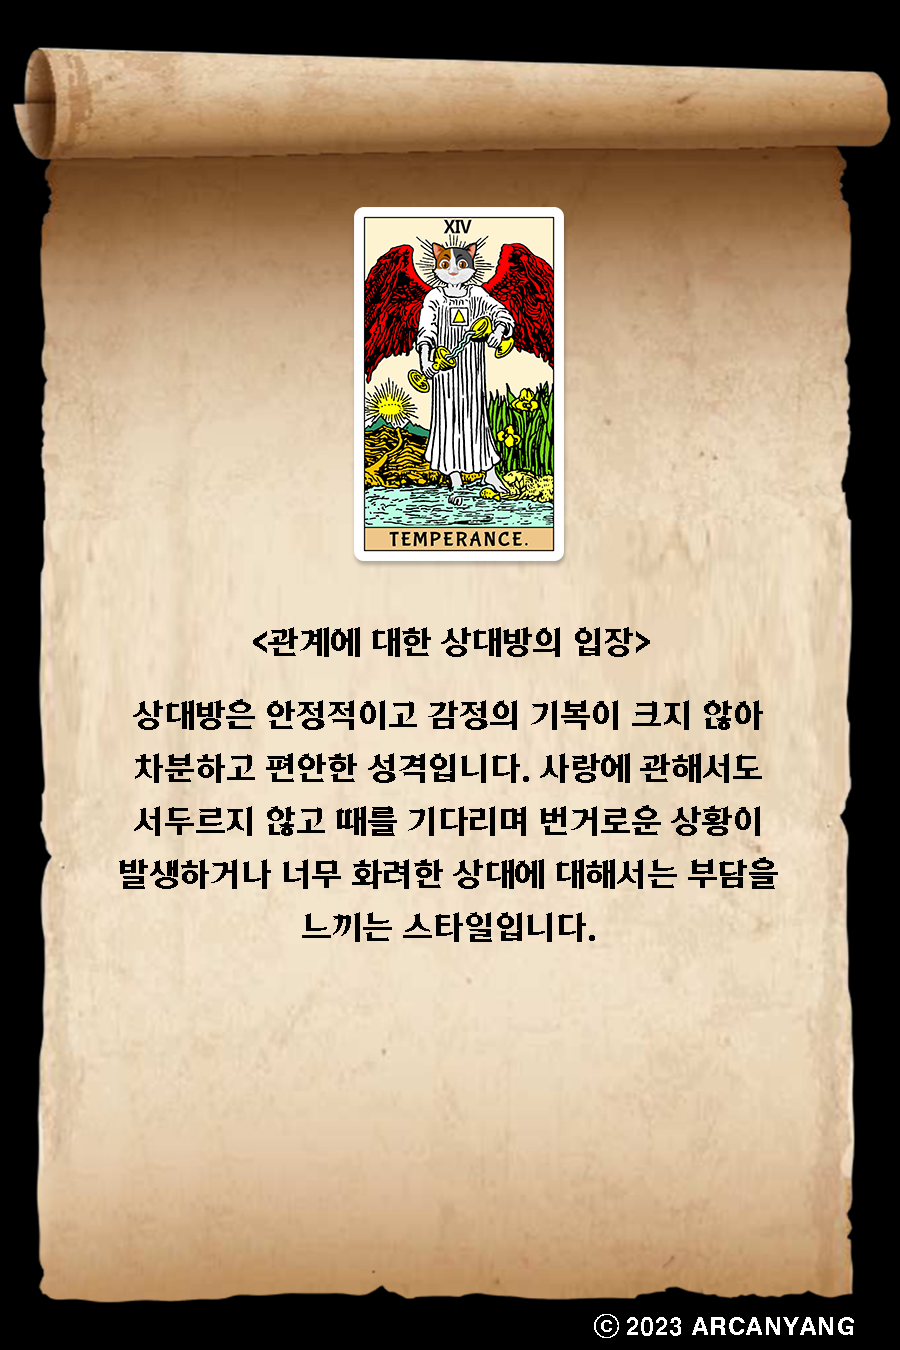 XIV
TEMPERANCE.
<관계에 대한 상대방의 입장>
상대방은 안정적이고 감정의 기복이 크지 않아
차분하고 편안한 성격입니다. 사랑에 관해서도
서두르지 않고 때를 기다리며 번거로운 상황이
발생하거나 너무 화려한 상대에 대해서는 부담을
느끼는 스타일입니다.
© 2023 ARCANYANG